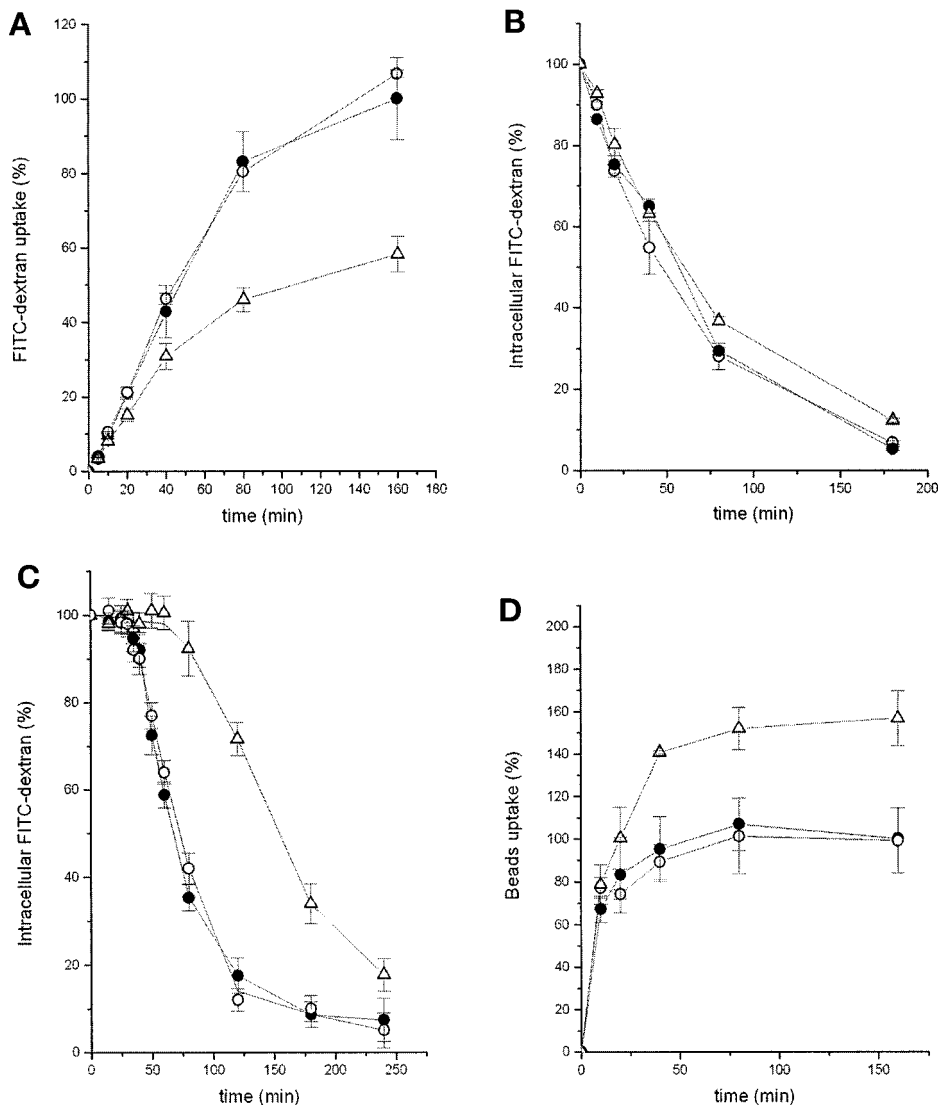 A
120
100
80
60
40
20
0
FITC-dextran uptake (%)
0 20 40 60 80 100 120 140 160 180
time (min)
B
100
80
60
40
20
0
Intracellular FITC-dextran (%)
0 50 100 150 200
time (min)
C
100
80
60
40
20
0
Intracellular FITC-dextran (%)
0 50 100 150 200 250
time (min)
D
200
180
160
140
120
100
80
60
40
20
0
Beads uptake (%)
0 50 100 150
time (min)